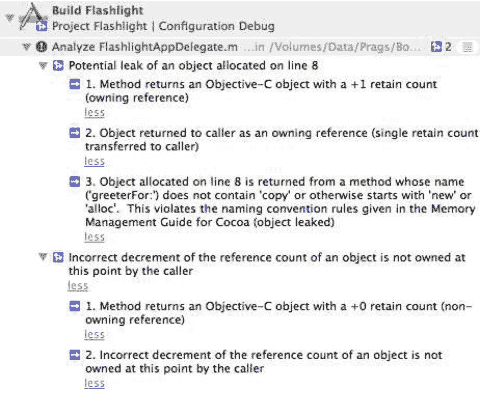 Build Flashlight
Project Flashlight | Configuration Debug
Analyze FlashlightAppDelegate.m ...in /Volumes/Data/Prags/Bo... 2
Potential leak of an object allocated on line 8
1. Method returns an Objective-C object with a +1 retain count
(owning reference)
less
2. Object returned to caller as an owning reference (single retain count
transferred to caller)
less
3. Object allocated on line 8 is returned from a method whose name
('greeterFor:') does not contain 'copy' or otherwise starts with 'new' or
'alloc'. This violates the naming convention rules given in the Memory
Management Guide for Cocoa (object leaked)
less
Incorrect decrement of the reference count of an object is not owned at
this point by the caller
less
1. Method returns an Objective-C object with a +0 retain count (non-
owning reference)
less
2. Incorrect decrement of the reference count of an object is not
owned at this point by the caller
less